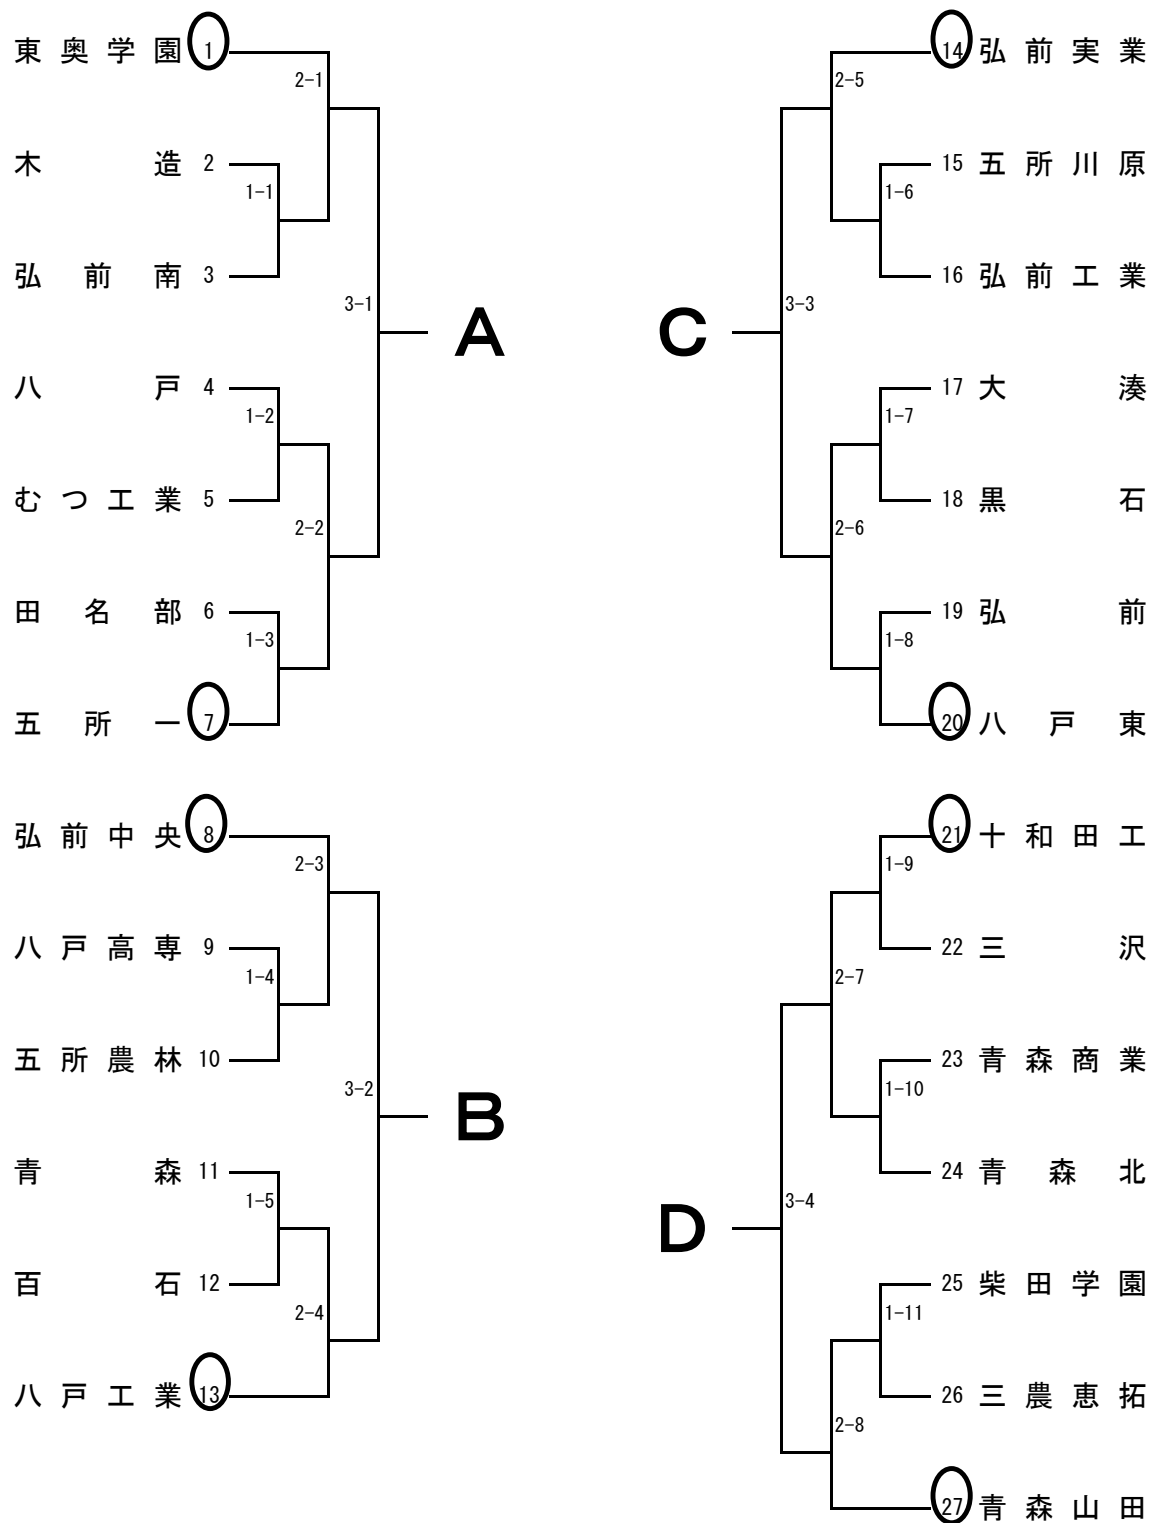 東奥学園 1
2-1
木造 2
1-1
弘前南 3
3-1
A
八戸 4
1-2
むつ工業 5
2-2
田名部 6
1-3
五所一 7
弘前中央 8
2-3
八戸高専 9
1-4
五所農林 10
3-2
B
青森 11
1-5
百石 12
2-4
八戸工業 13
14 弘前実業
2-5
15 五所川原
1-6
16 弘前工業
3-3
C
17 大湊
1-7
18 黒石
2-6
19 弘前
1-8
20 八戸東
21 十和田工
1-9
22 三沢
2-7
23 青森商業
1-10
24 青森北
3-4
D
25 柴田学園
1-11
26 三農恵拓
2-8
27 青森山田